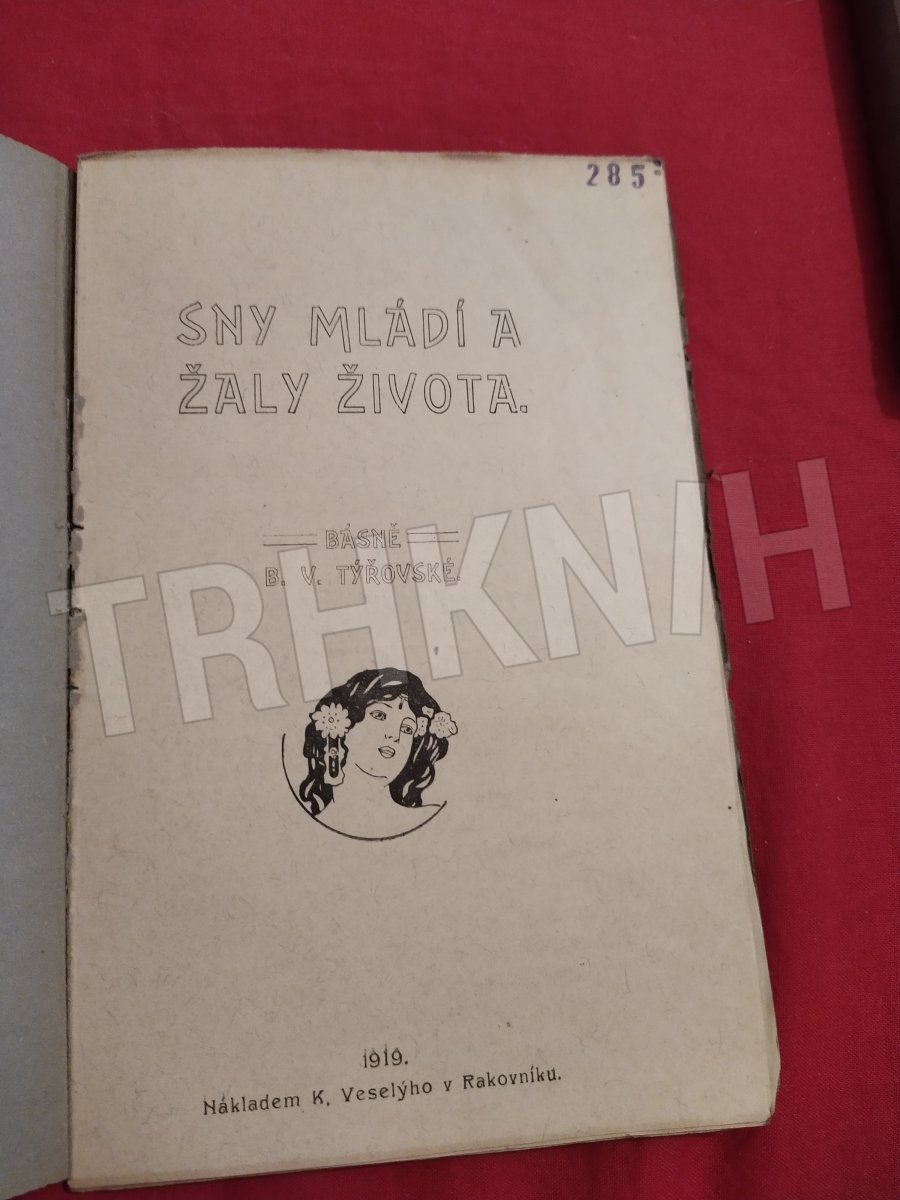 285
SNY MLÁDÍ A
ŽALY ŽIVOTA.
BÁSNĚ
B. V. TÝŘOVSKÉ.
TRHKNIH
1919.
Nákladem K. Veselýho v Rakovníku.